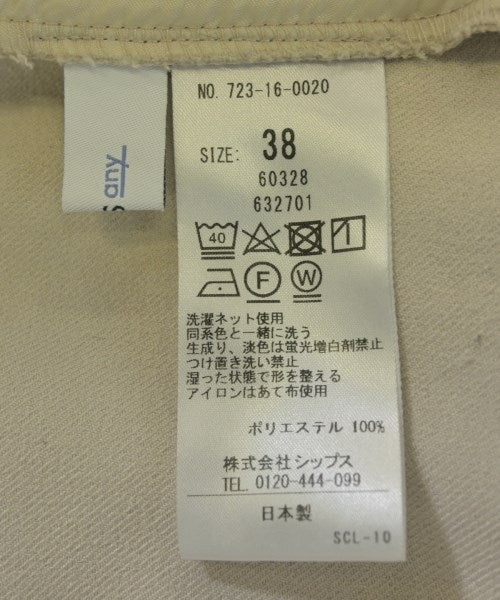 any
NO. 723-16-0020
SIZE: 38
60328
632701
40
F W
洗濯ネット使用
同系色と一緒に洗う
生成り、淡色は蛍光増白剤禁止
つけ置き洗い禁止
湿った状態で形を整える
アイロンはあて布使用
ポリエステル 100%
株式会社シップス
TEL. 0120-444-099
日本製
SCL-10